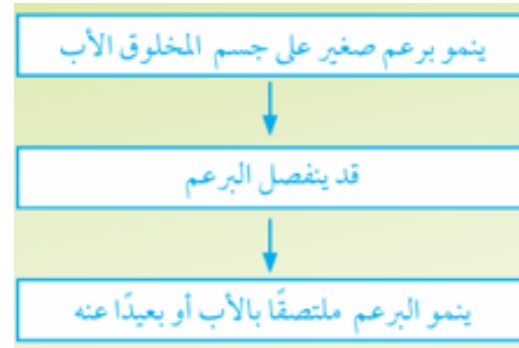 ينمو برعم صغير على جسم المخلوق الأب
قد ينفصل البرعم
ينمو البرعم ملتصقًا بالأب أو بعيدًا عنه